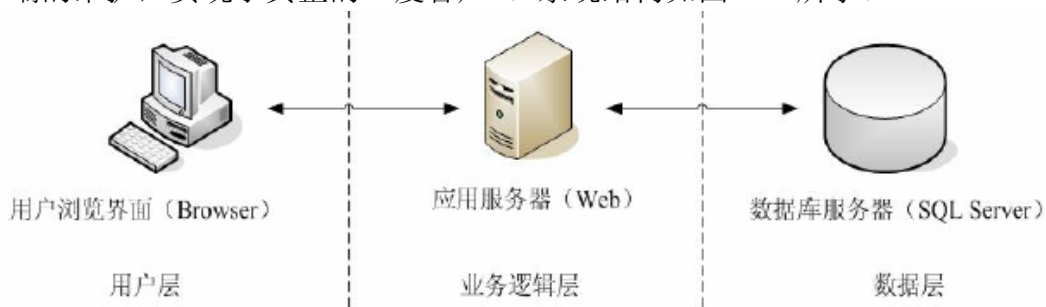 用户浏览界面（Browser）
应用服务器（Web）
数据库服务器（SQL Server）
用户层
业务逻辑层
数据层